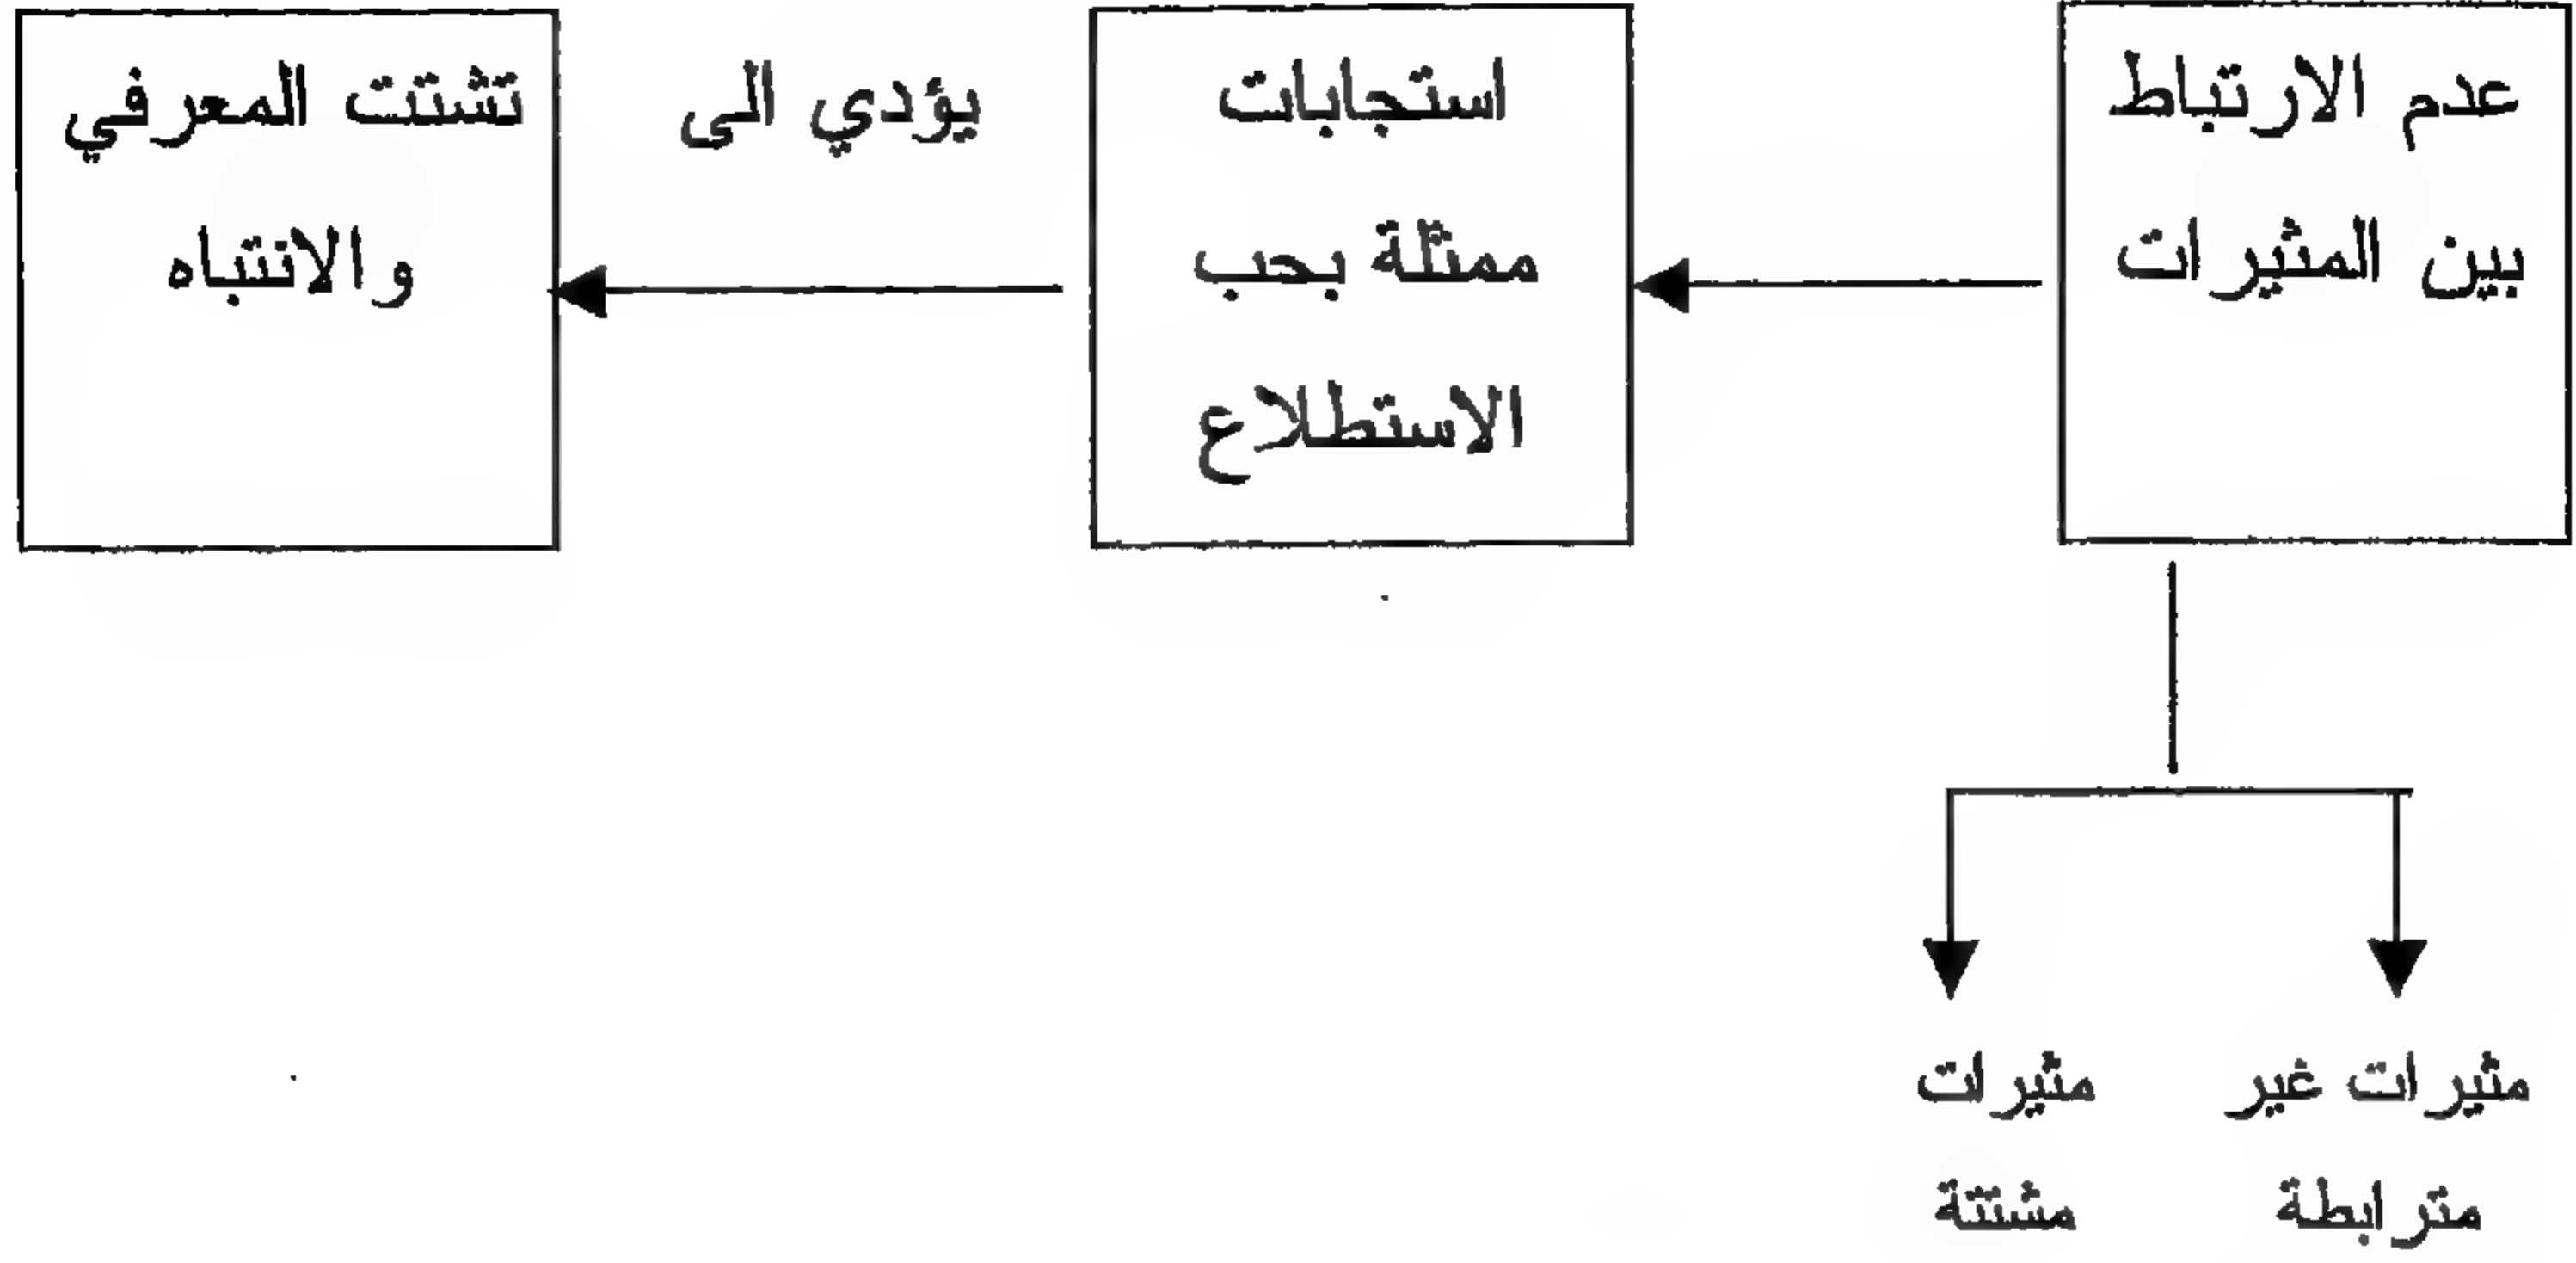 عدم الارتباط
بين المثيرات
استجابات
ممثلة بحب
الاستطلاع
يؤدي الى
تشتت المعرفي
والانتباه
مثيرات غير
مترابطة
مثيرات
مشتتة